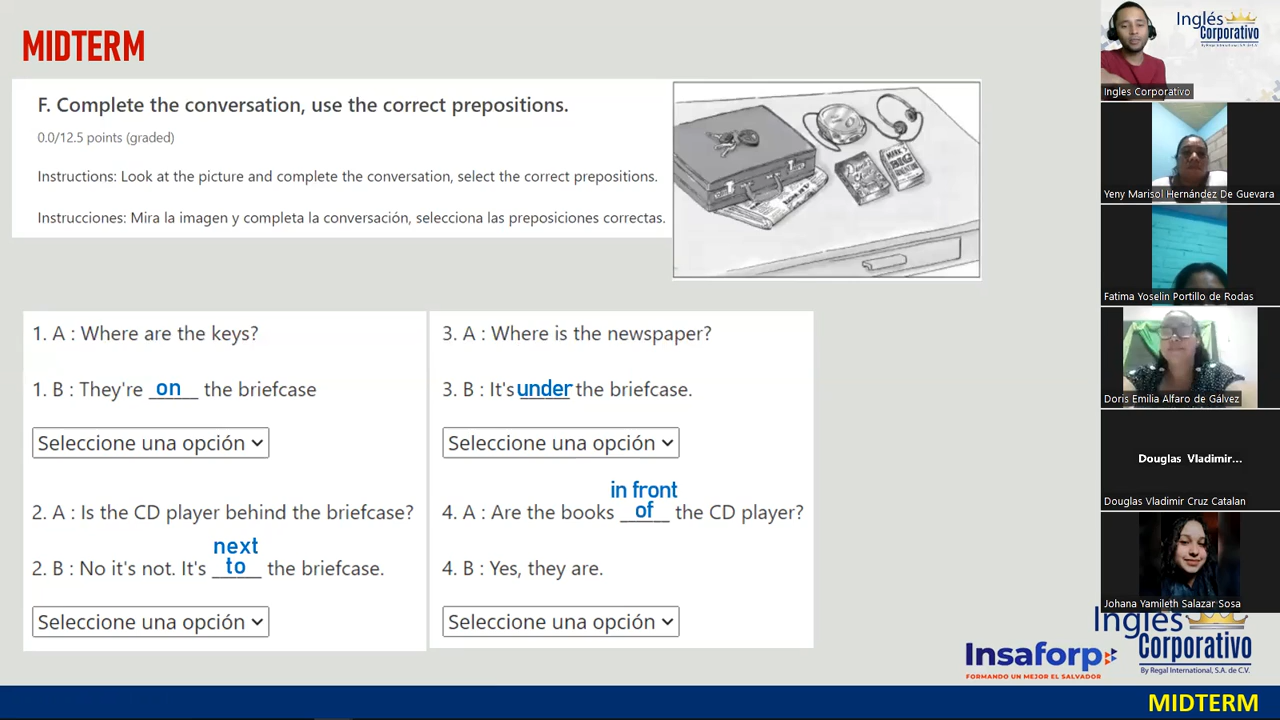 MIDTERM
F. Complete the conversation, use the correct prepositions.
0.0/12.5 points (graded)
Instructions: Look at the picture and complete the conversation, select the correct prepositions.
Instrucciones: Mira la imagen y completa la conversación, selecciona las preposiciones correctas.
1. A : Where are the keys?
1. B : They're on the briefcase
Seleccione una opción
2. A : Is the CD player behind the briefcase?
2. B : No it's not. It's next to the briefcase.
Seleccione una opción
3. A : Where is the newspaper?
3. B : It's under the briefcase.
Seleccione una opción
4. A : Are the books in front of the CD player?
4. B : Yes, they are.
Seleccione una opción
Inglés
Corporativo
By Regal International, S.A. de C.V.
Ingles Corporativo
Yeny Marisol Hernández De Guevara
Fatima Yoselin Portillo de Rodas
Doris Emilia Alfaro de Gálvez
Douglas Vladimir...
Douglas Vladimir Cruz Catalan
Johana Yamileth Salazar Sosa
Insaforp
FORMANDO UN MEJOR EL SALVADOR
Inglés
Corporativo
By Regal International, S.A. de C.V.
MIDTERM